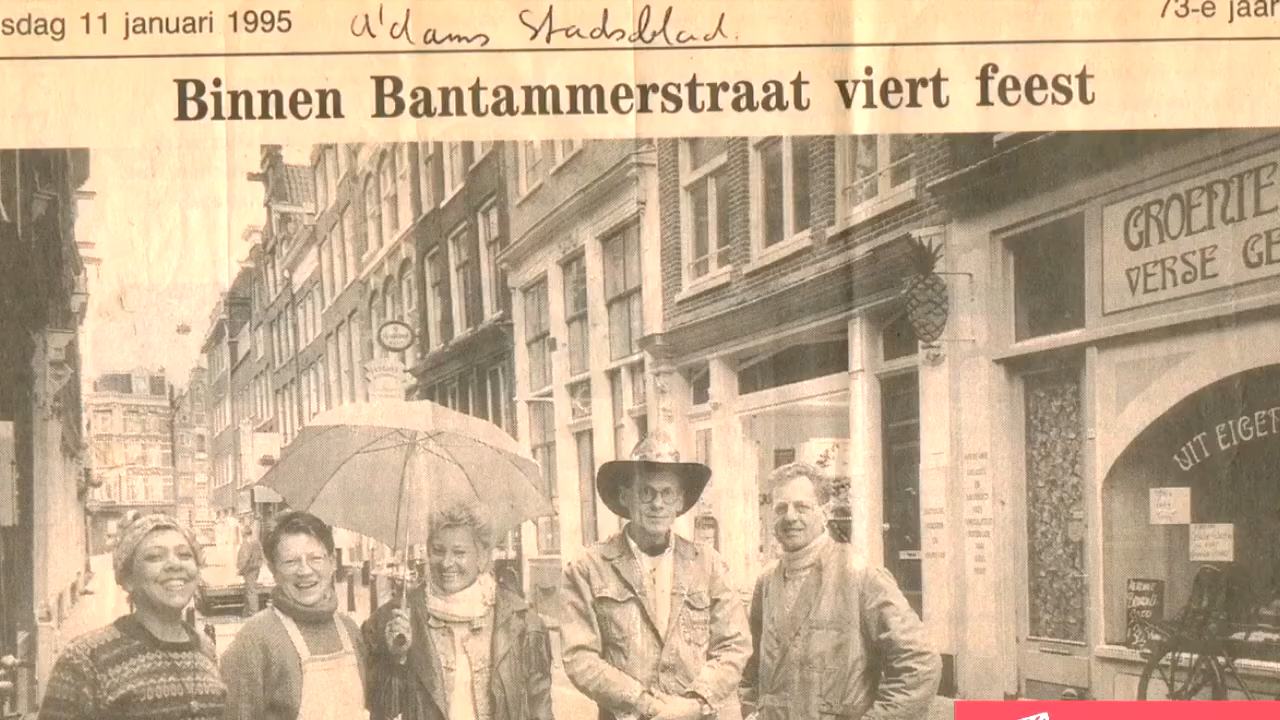 sdag 11 januari 1995
A'dams Stadsblad.
73-e jaar
Binnen Bantammerstraat viert feest
GROENTE
VERSE GE
UIT EIGE